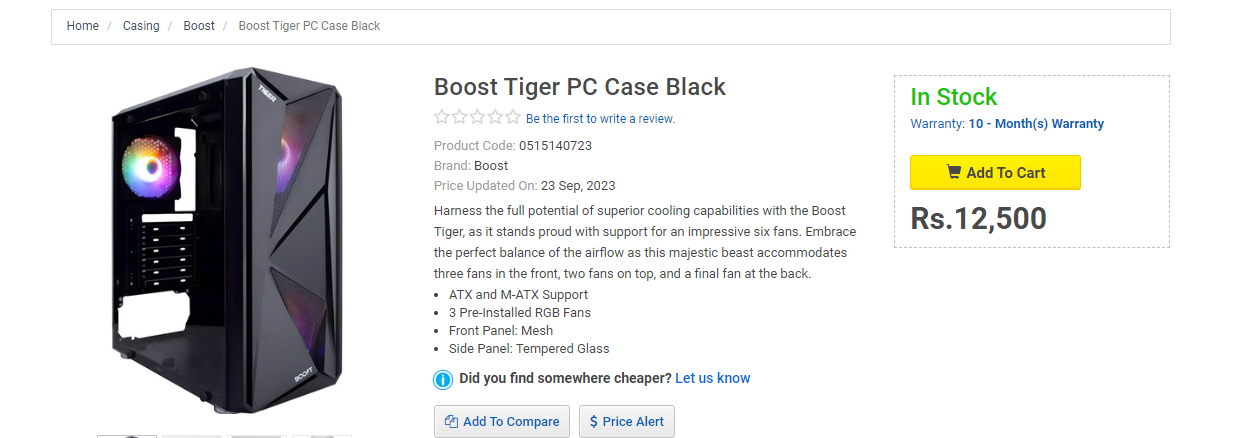 Home / Casing / Boost / Boost Tiger PC Case Black
TIGER
BOOST
Boost Tiger PC Case Black
Be the first to write a review.
Product Code: 0515140723
Brand: Boost
Price Updated On: 23 Sep, 2023
Harness the full potential of superior cooling capabilities with the Boost
Tiger, as it stands proud with support for an impressive six fans. Embrace
the perfect balance of the airflow as this majestic beast accommodates
three fans in the front, two fans on top, and a final fan at the back.
• ATX and M-ATX Support
• 3 Pre-Installed RGB Fans
• Front Panel: Mesh
• Side Panel: Tempered Glass
Did you find somewhere cheaper? Let us know
Add To Compare
$ Price Alert
In Stock
Warranty: 10 - Month(s) Warranty
Add To Cart
Rs.12,500